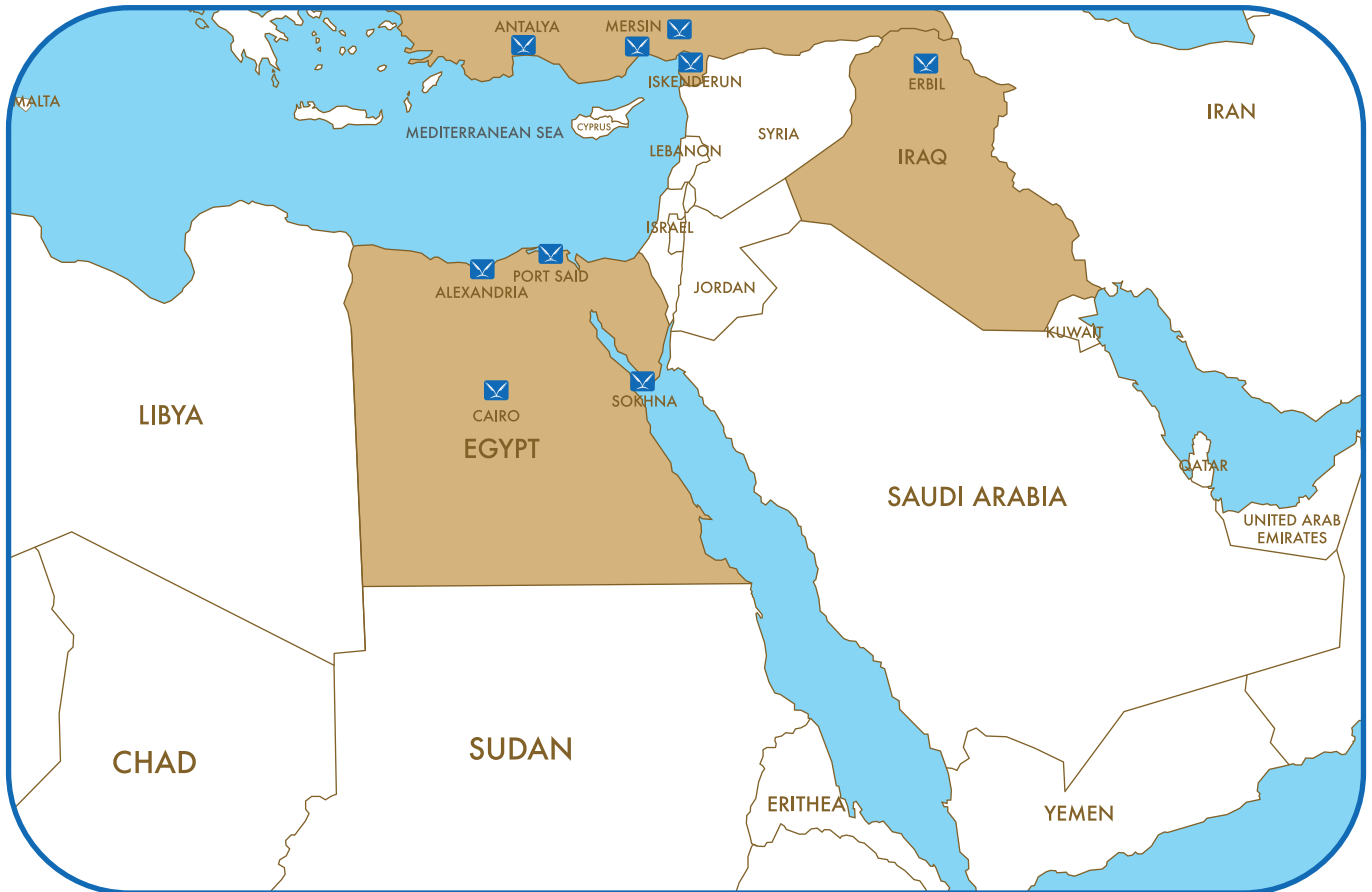 ANTALYA
MERSIN
ISKENDERUN
ERBIL
MALTA
IRAN
MEDITERRANEAN SEA
CYPRUS
SYRIA
LEBANON
IRAQ
ISRAEL
PORT SAID
ALEXANDRIA
JORDAN
KUWAIT
SOKHNA
CAIRO
LIBYA
EGYPT
QATAR
SAUDI ARABIA
UNITED ARAB
EMIRATES
SUDAN
CHAD
ERITHEA
YEMEN